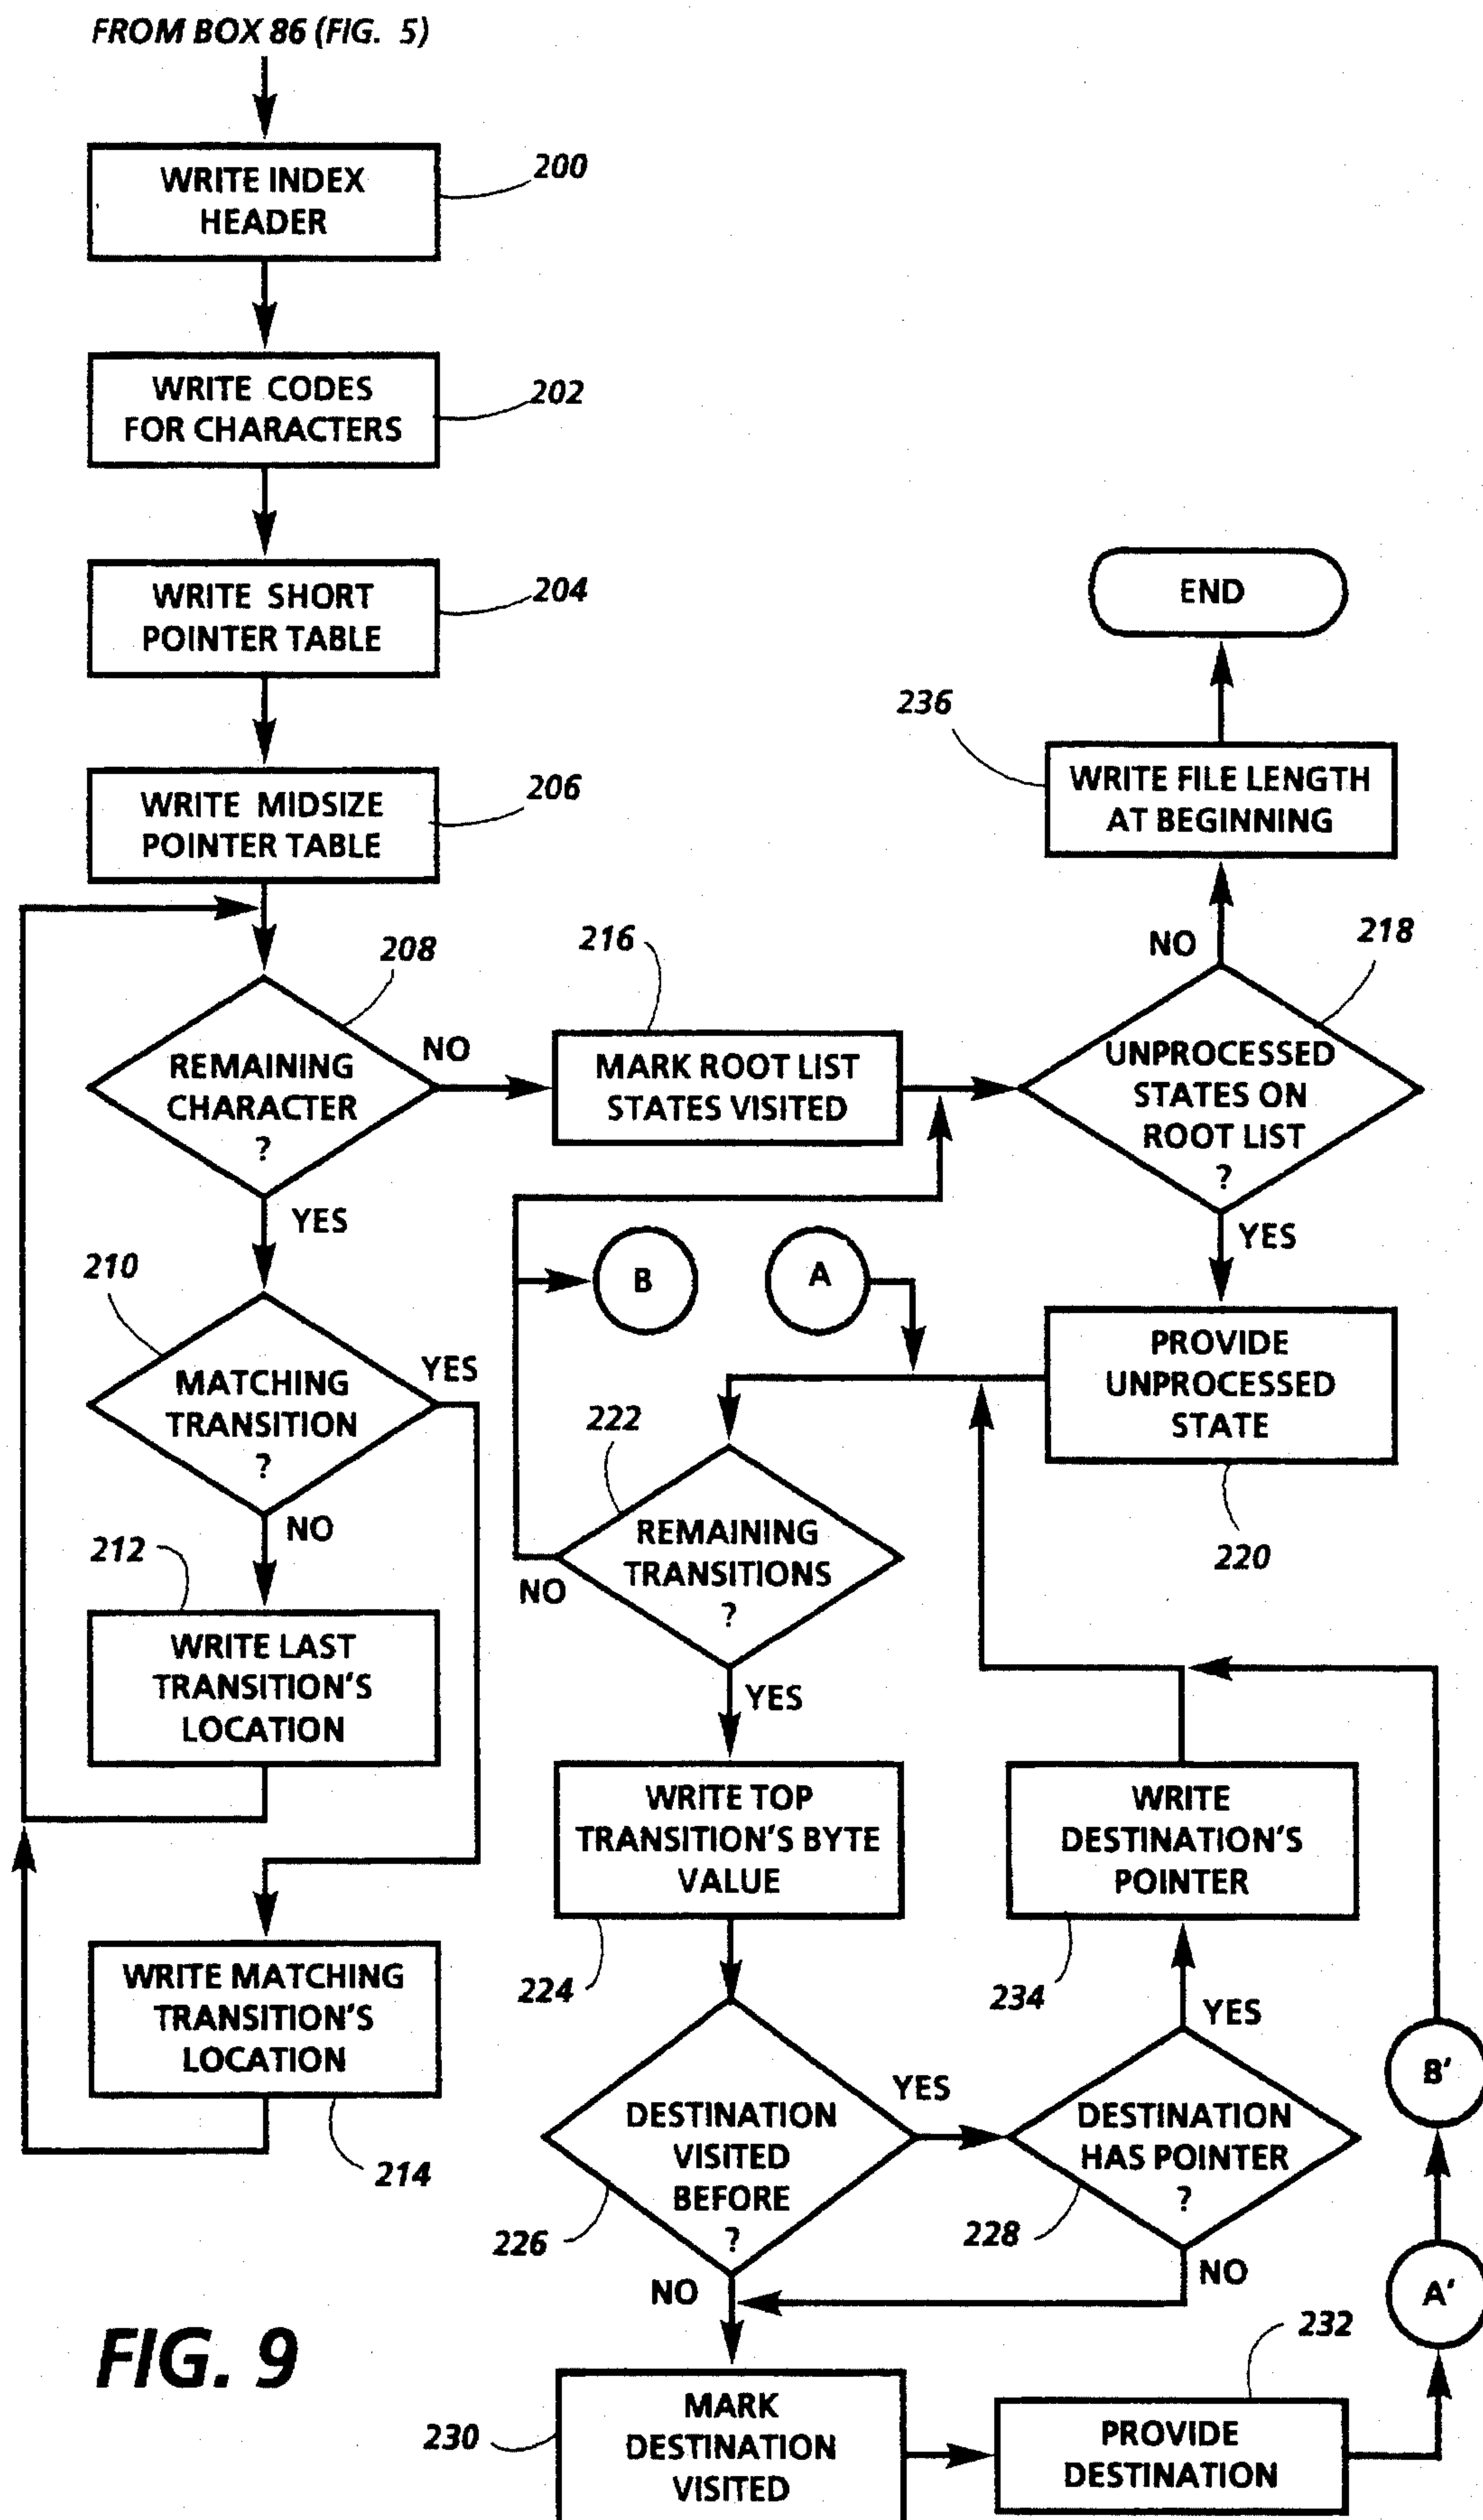 FROM BOX 86 (FIG. 5)
WRITE INDEX
HEADER
200
WRITE CODES
FOR CHARACTERS
202
WRITE SHORT
POINTER TABLE
204
WRITE MIDSIZE
POINTER TABLE
206
REMAINING
CHARACTER
?
208
NO
YES
MATCHING
TRANSITION
?
210
YES
NO
WRITE LAST
TRANSITION'S
LOCATION
212
WRITE MATCHING
TRANSITION'S
LOCATION
214
MARK ROOT LIST
STATES VISITED
216
END
236
WRITE FILE LENGTH
AT BEGINNING
NO
218
UNPROCESSED
STATES ON
ROOT LIST
?
YES
B
A
PROVIDE
UNPROCESSED
STATE
220
222
REMAINING
TRANSITIONS
?
NO
YES
WRITE TOP
TRANSITION'S BYTE
VALUE
224
WRITE
DESTINATION'S
POINTER
234
YES
DESTINATION
VISITED
BEFORE
?
226
YES
NO
DESTINATION
HAS POINTER
?
228
NO
B'
A'
MARK
DESTINATION
VISITED
230
PROVIDE
DESTINATION
232
FIG. 9